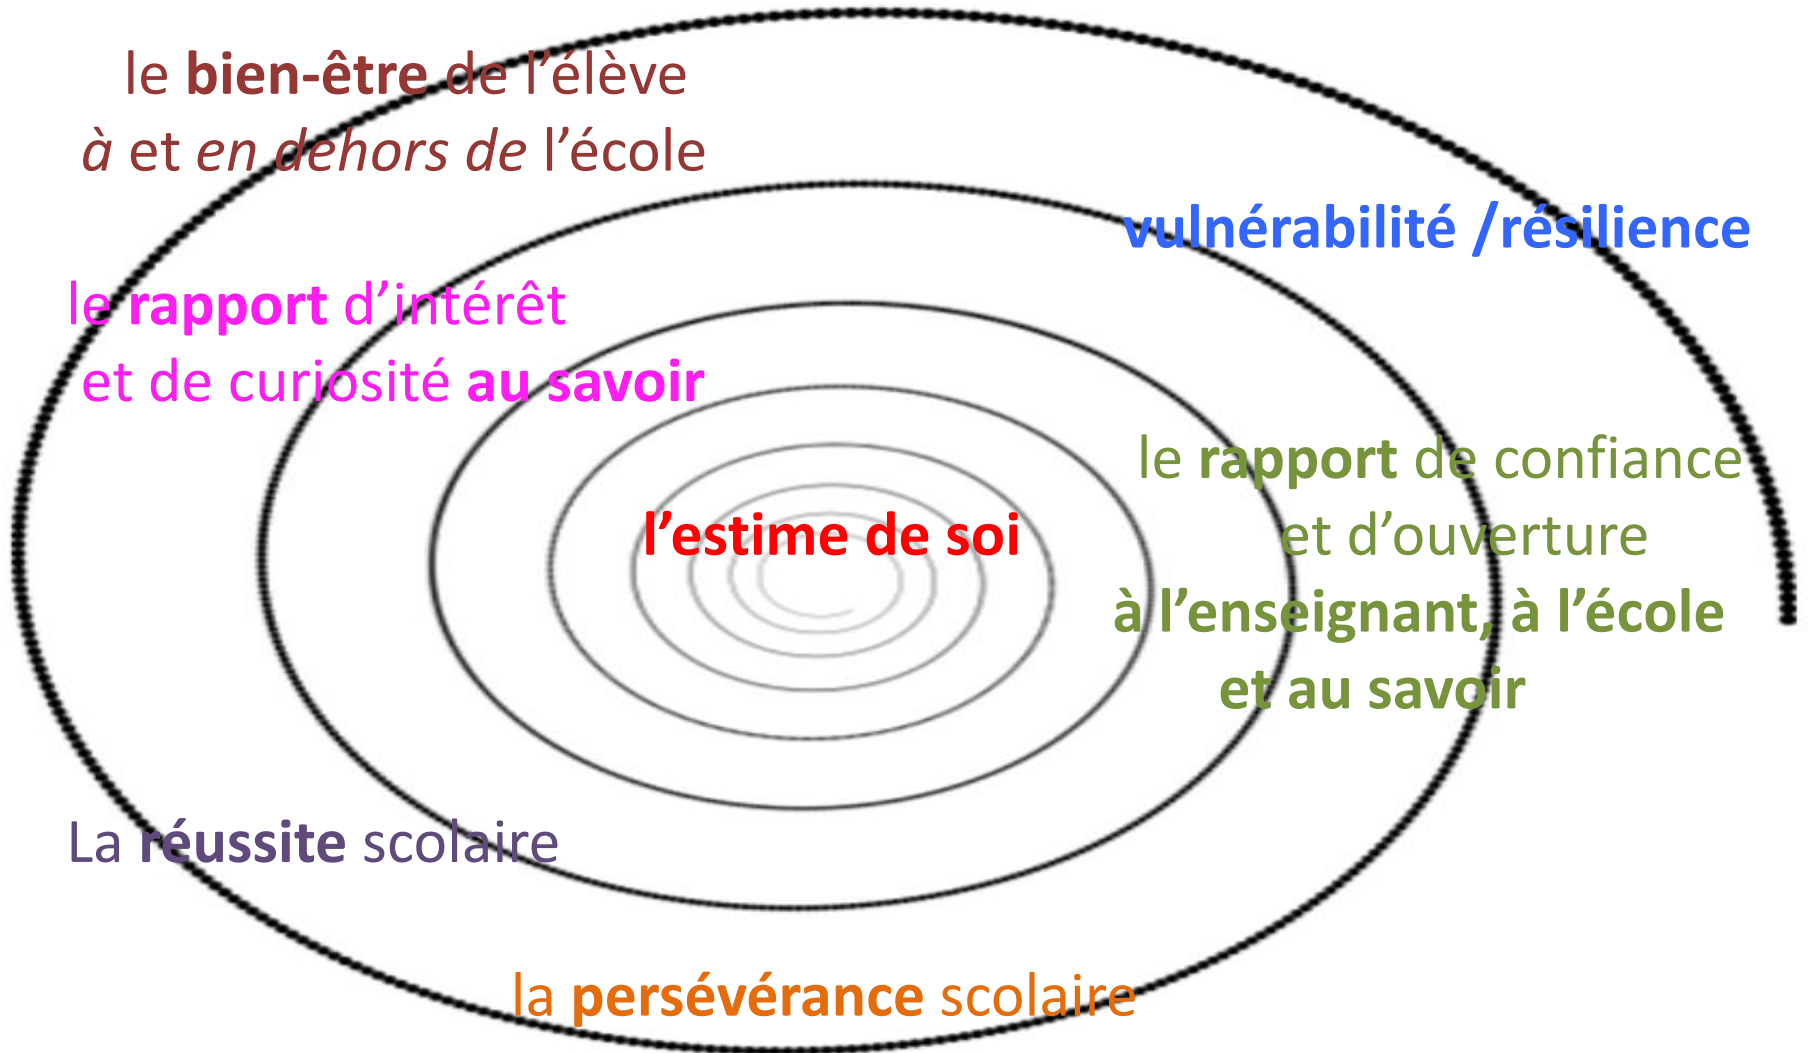 le bien-être de l’élève
à et en dehors de l’école
vulnérabilité /résilience
le rapport d’intérêt
et de curiosité au savoir
le rapport de confiance
et d’ouverture
à l’enseignant, à l’école
et au savoir
l’estime de soi
La réussite scolaire
la persévérance scolaire